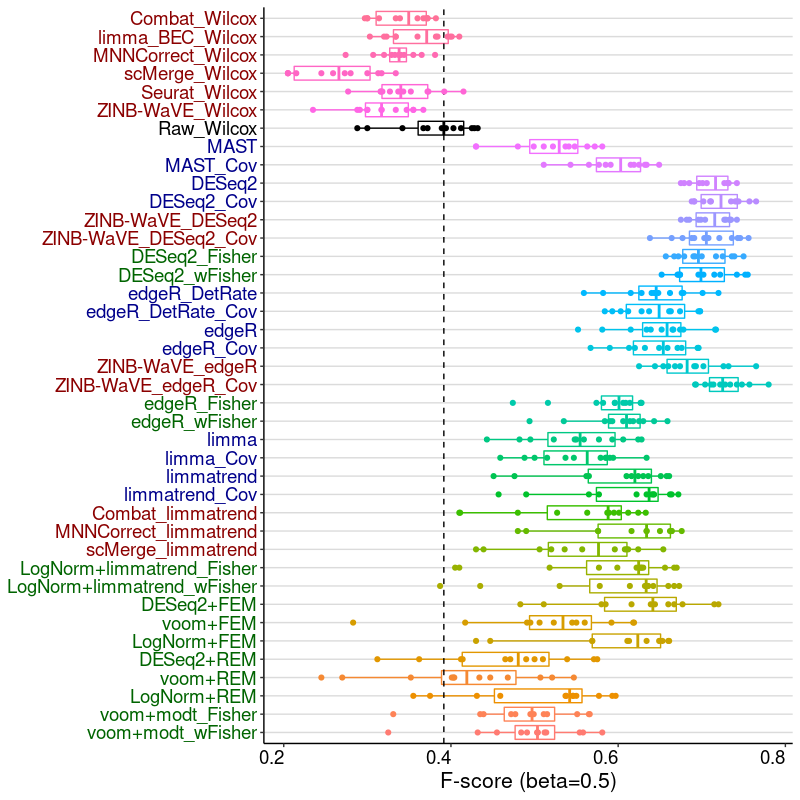 Combat_Wilcox
limma_BEC_Wilcox
MNNCorrect_Wilcox
scMerge_Wilcox
Seurat_Wilcox
ZINB-WaVE_Wilcox
Raw_Wilcox
MAST
MAST_Cov
DESeq2
DESeq2_Cov
ZINB-WaVE_DESeq2
ZINB-WaVE_DESeq2_Cov
DESeq2_Fisher
DESeq2_wFisher
edgeR_DetRate
edgeR_DetRate_Cov
edgeR
edgeR_Cov
ZINB-WaVE_edgeR
ZINB-WaVE_edgeR_Cov
edgeR_Fisher
edgeR_wFisher
limma
limma_Cov
limmatrend
limmatrend_Cov
Combat_limmatrend
MNNCorrect_limmatrend
scMerge_limmatrend
LogNorm+limmatrend_Fisher
LogNorm+limmatrend_wFisher
DESeq2+FEM
voom+FEM
LogNorm+FEM
DESeq2+REM
voom+REM
LogNorm+REM
voom+modt_Fisher
voom+modt_wFisher
0.2 0.4 0.6 0.8
F-score (beta=0.5)